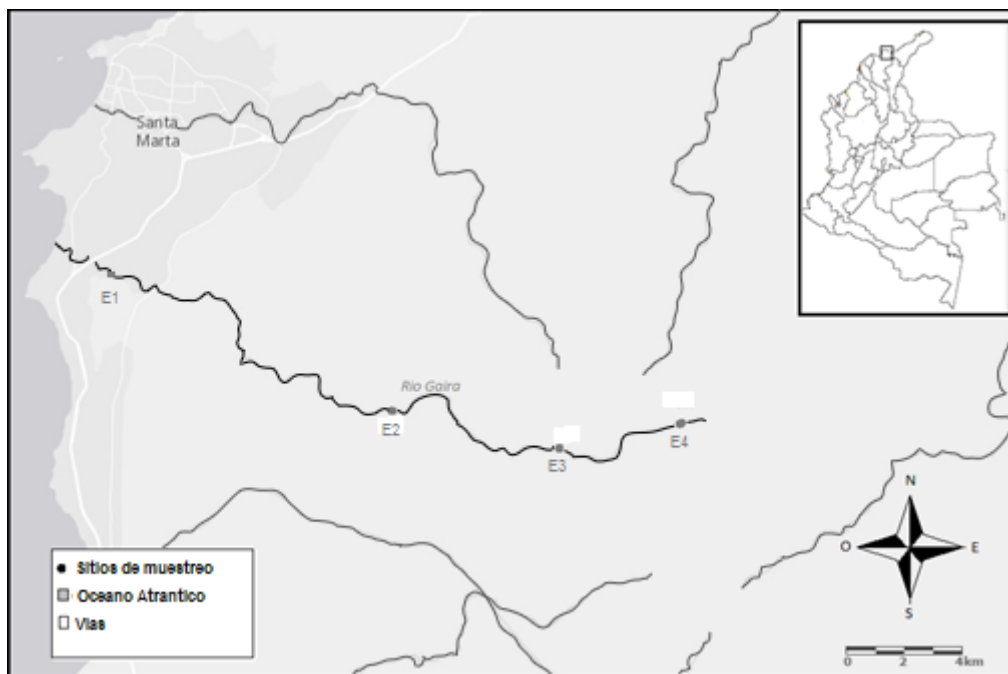 Santa
Marta
E1
Rio Gaira
E2
E3
E4
N
O
E
S
Sitios de muestreo
Oceano Atrantico
Vias
0 2 4km